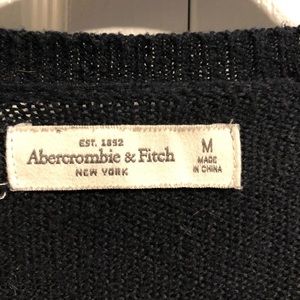 EST. 1892
Abercrombie & Fitch
NEW YORK
M
MADE
IN CHINA